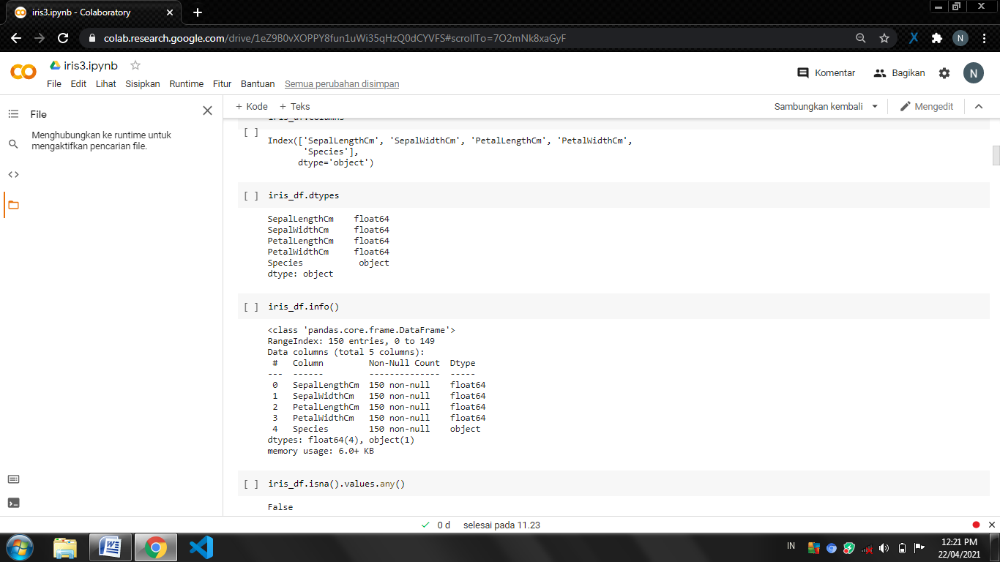 iris3.ipynb - Colaboratory
colab.research.google.com/drive/1eZ9B0vXOPPY8fun1uWi35qHzQ0dCYVFS#scrollTo=7O2mNk8xaGyF
N
iris3.ipynb
File Edit Lihat Sisipkan Runtime Fitur Bantuan Semua perubahan disimpan
Komentar Bagikan N
File
Menghubungkan ke runtime untuk
mengaktifkan pencarian file.
+ Kode + Teks Sambungkan kembali Mengedit
iris_df.columns
[ ]
Index(['SepalLengthCm', 'SepalWidthCm', 'PetalLengthCm', 'PetalWidthCm',
'Species'],
dtype='object')
[ ] iris_df.dtypes
SepalLengthCm float64
SepalWidthCm float64
PetalLengthCm float64
PetalWidthCm float64
Species object
dtype: object
[ ] iris_df.info()
<class 'pandas.core.frame.DataFrame'>
RangeIndex: 150 entries, 0 to 149
Data columns (total 5 columns):
# Column Non-Null Count Dtype
--- ------ -------------- -----
0 SepalLengthCm 150 non-null float64
1 SepalWidthCm 150 non-null float64
2 PetalLengthCm 150 non-null float64
3 PetalWidthCm 150 non-null float64
4 Species 150 non-null object
dtypes: float64(4), object(1)
memory usage: 6.0+ KB
[ ] iris_df.isna().values.any()
False
0 d selesai pada 11.23
IN 12:21 PM
22/04/2021